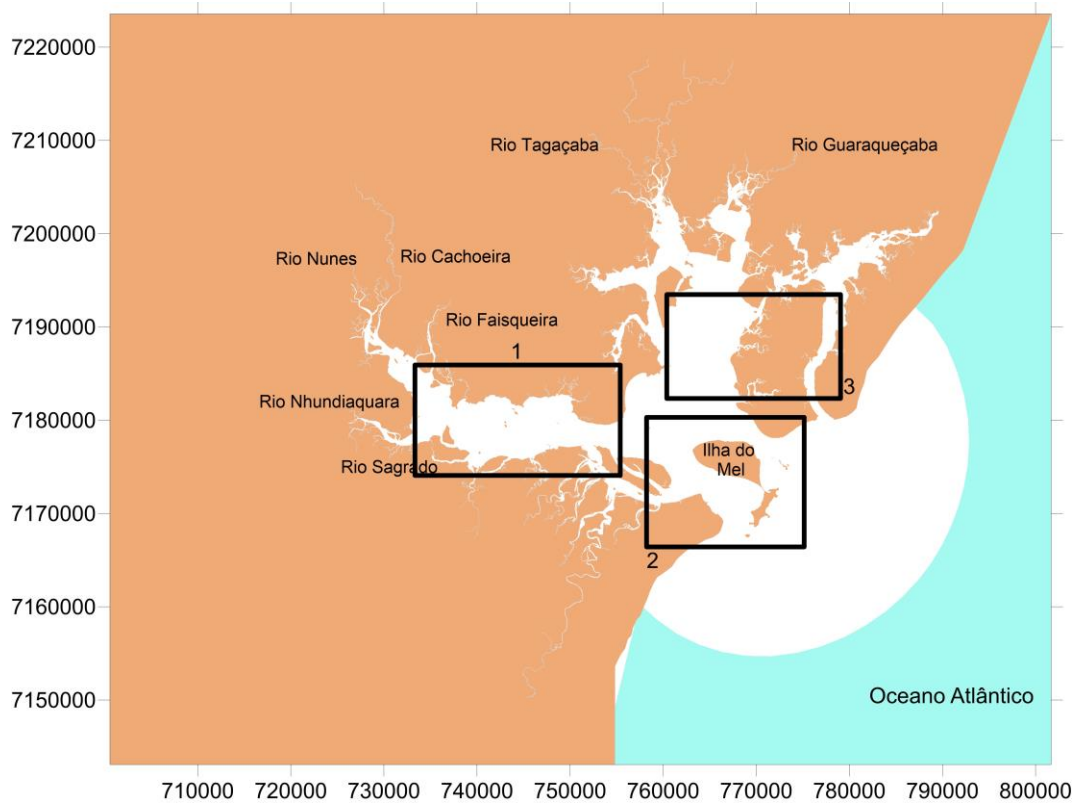 7220000
7210000
Rio Tagaçaba
Rio Guaraqueçaba
7200000
Rio Nunes
Rio Cachoeira
7190000
Rio Faisqueira
1
3
Rio Nhundiaquara
7180000
Ilha do
Mel
Rio Sagrado
7170000
2
7160000
7150000
Oceano Atlântico
710000 720000 730000 740000 750000 760000 770000 780000 790000 800000